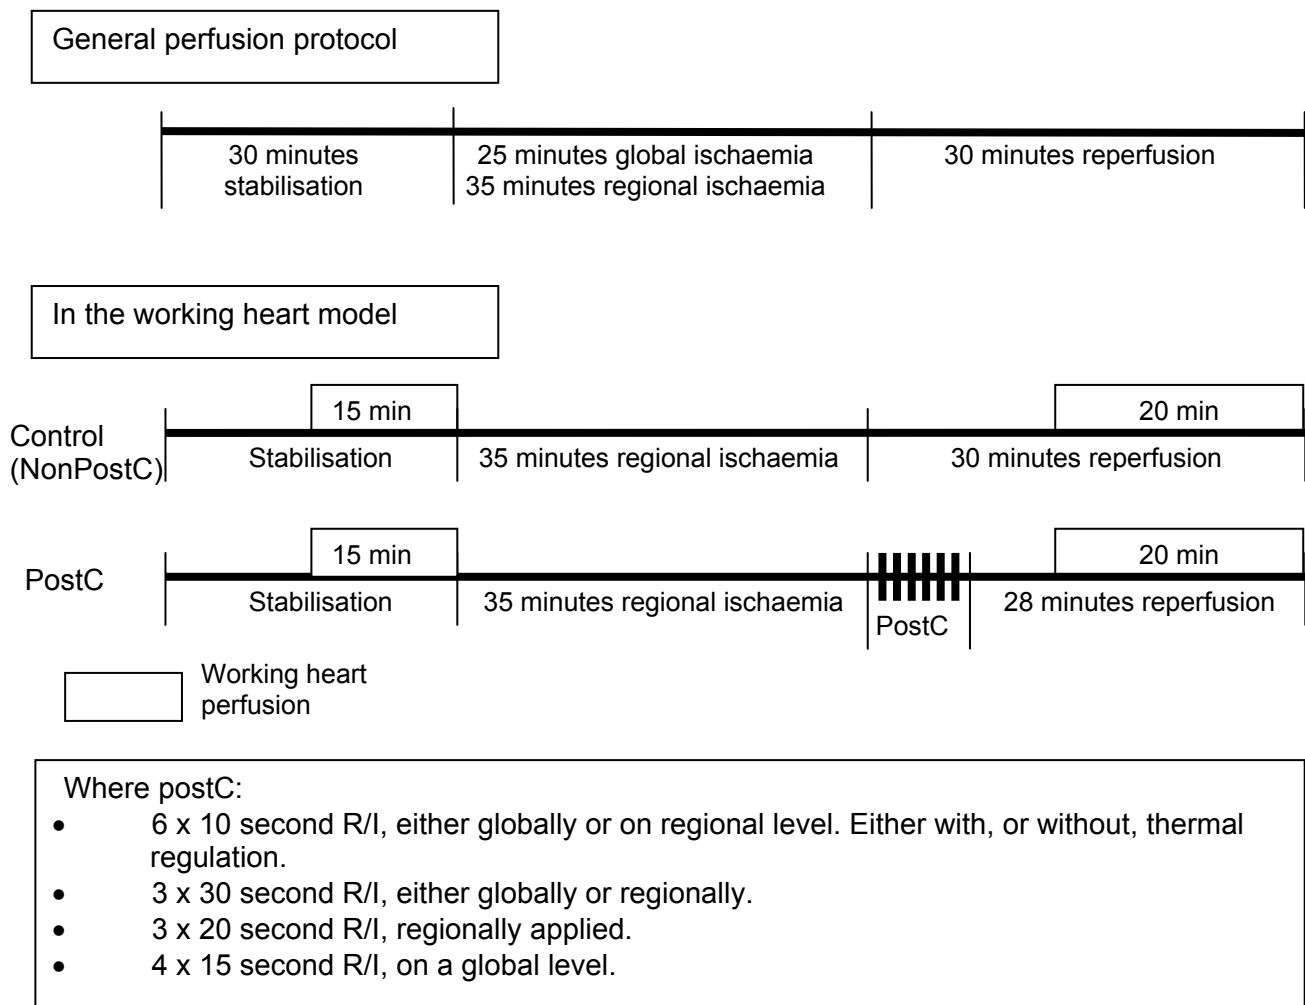 General perfusion protocol
30 minutes
stabilisation
25 minutes global ischaemia
35 minutes regional ischaemia
30 minutes reperfusion
In the working heart model
Control
(NonPostC)
15 min
20 min
Stabilisation
35 minutes regional ischaemia
30 minutes reperfusion
PostC
15 min
20 min
Stabilisation
35 minutes regional ischaemia
PostC
28 minutes reperfusion
Working heart
perfusion
Where postC:
• 6 x 10 second R/I, either globally or on regional level. Either with, or without, thermal
regulation.
• 3 x 30 second R/I, either globally or regionally.
• 3 x 20 second R/I, regionally applied.
• 4 x 15 second R/I, on a global level.